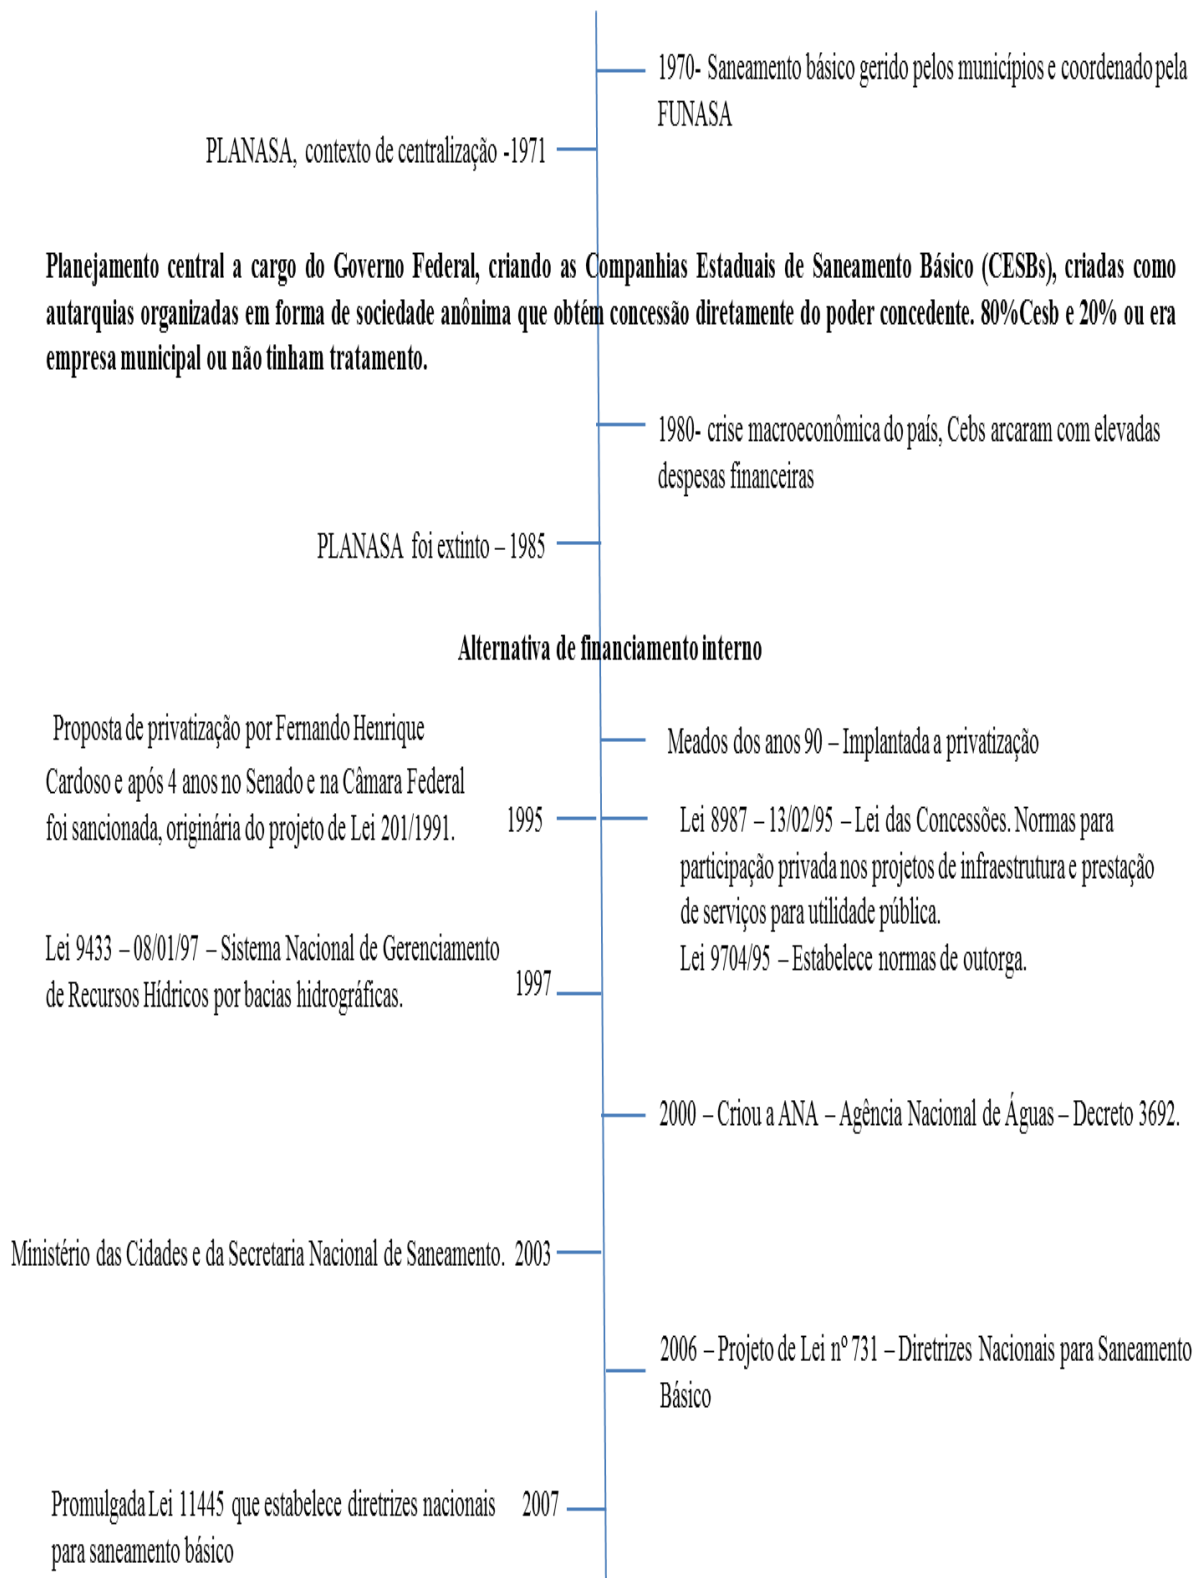 1970- Saneamento básico gerido pelos municípios e coordenado pela
FUNASA
PLANASA, contexto de centralização -1971
Planejamento central a cargo do Governo Federal, criando as Companhias Estaduais de Saneamento Básico (CESBs), criadas como
autarquias organizadas em forma de sociedade anônima que obtém concessão diretamente do poder concedente. 80%Cesb e 20% ou era
empresa municipal ou não tinham tratamento.
1980- crise macroeconômica do país, Cebs arcaram com elevadas
despesas financeiras
PLANASA foi extinto – 1985
Alternativa de financiamento interno
Proposta de privatização por Fernando Henrique
Cardoso e após 4 anos no Senado e na Câmara Federal
foi sancionada, originária do projeto de Lei 201/1991.
1995
Meados dos anos 90 – Implantada a privatização
Lei 8987 – 13/02/95 – Lei das Concessões. Normas para
participação privada nos projetos de infraestrutura e prestação
de serviços para utilidade pública.
Lei 9704/95 – Estabelece normas de outorga.
Lei 9433 – 08/01/97 – Sistema Nacional de Gerenciamento
de Recursos Hídricos por bacias hidrográficas.
1997
2000 – Criou a ANA – Agência Nacional de Águas – Decreto 3692.
Ministério das Cidades e da Secretaria Nacional de Saneamento. 2003
2006 – Projeto de Lei nº 731 – Diretrizes Nacionais para Saneamento
Básico
Promulgada Lei 11445 que estabelece diretrizes nacionais 2007
para saneamento básico